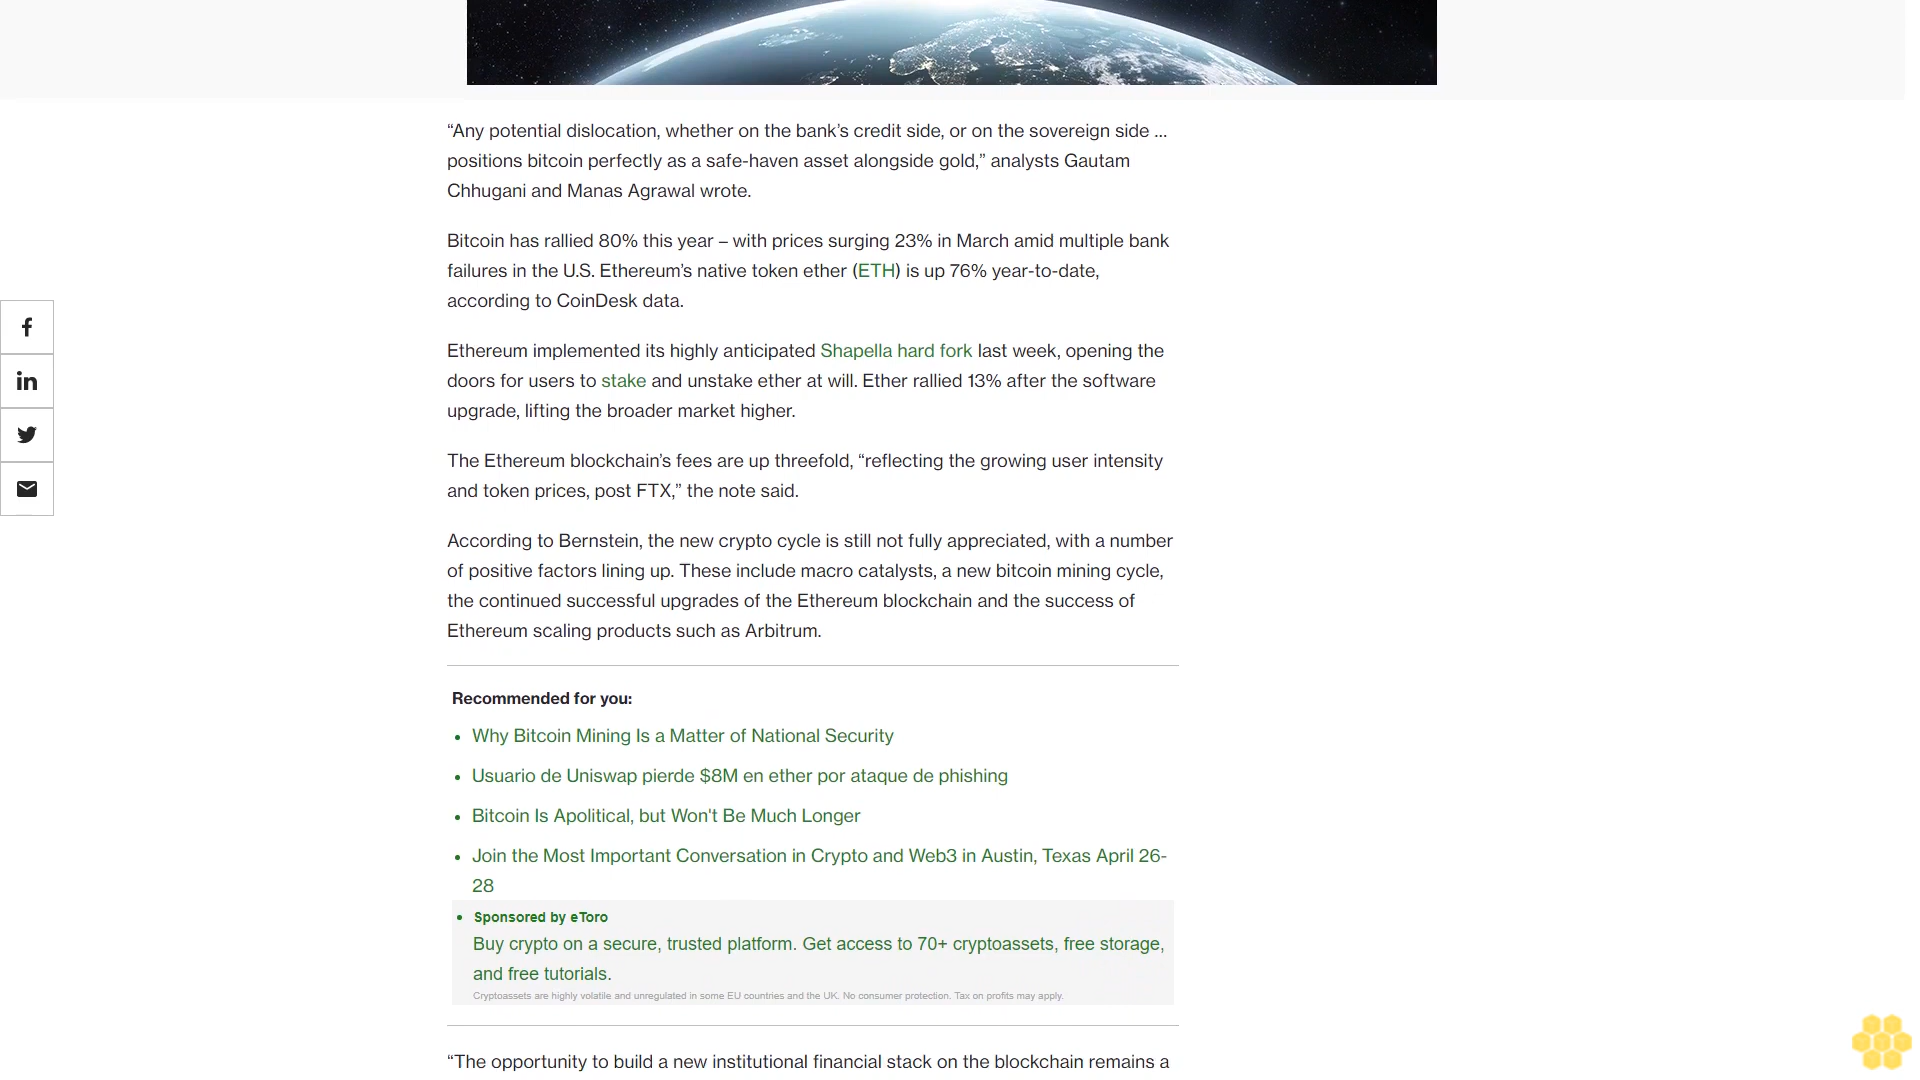 “Any potential dislocation, whether on the bank’s credit side, or on the sovereign side ...
positions bitcoin perfectly as a safe-haven asset alongside gold,” analysts Gautam
Chhugani and Manas Agrawal wrote.
Bitcoin has rallied 80% this year – with prices surging 23% in March amid multiple bank
failures in the U.S. Ethereum’s native token ether (ETH) is up 76% year-to-date,
according to CoinDesk data.
Ethereum implemented its highly anticipated Shapella hard fork last week, opening the
doors for users to stake and unstake ether at will. Ether rallied 13% after the software
upgrade, lifting the broader market higher.
The Ethereum blockchain’s fees are up threefold, “reflecting the growing user intensity
and token prices, post FTX,” the note said.
According to Bernstein, the new crypto cycle is still not fully appreciated, with a number
of positive factors lining up. These include macro catalysts, a new bitcoin mining cycle,
the continued successful upgrades of the Ethereum blockchain and the success of
Ethereum scaling products such as Arbitrum.
Recommended for you:
• Why Bitcoin Mining Is a Matter of National Security
• Usuario de Uniswap pierde $8M en ether por ataque de phishing
• Bitcoin Is Apolitical, but Won't Be Much Longer
• Join the Most Important Conversation in Crypto and Web3 in Austin, Texas April 26-
28
• Sponsored by eToro
Buy crypto on a secure, trusted platform. Get access to 70+ cryptoassets, free storage,
and free tutorials.
Cryptoassets are highly volatile and unregulated in some EU countries and the UK. No consumer protection. Tax on profits may apply.
“The opportunity to build a new institutional financial stack on the blockchain remains a